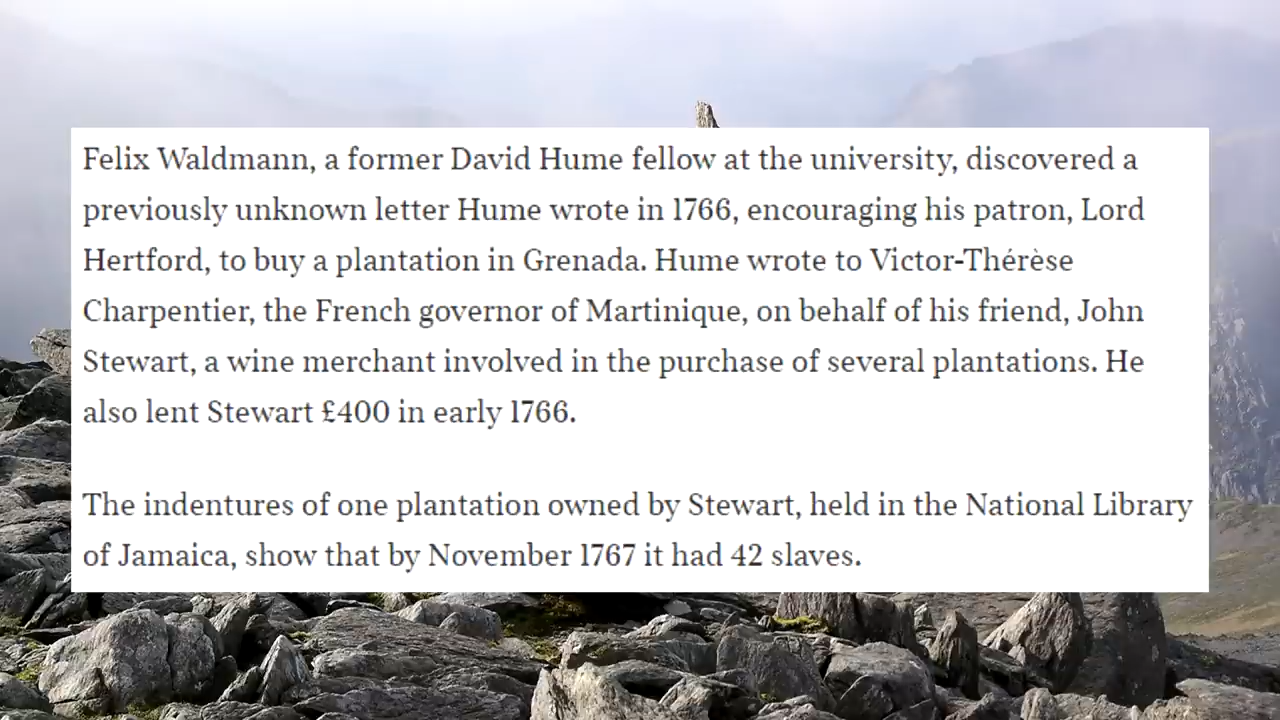 Felix Waldmann, a former David Hume fellow at the university, discovered a
previously unknown letter Hume wrote in 1766, encouraging his patron, Lord
Hertford, to buy a plantation in Grenada. Hume wrote to Victor-Thérèse
Charpentier, the French governor of Martinique, on behalf of his friend, John
Stewart, a wine merchant involved in the purchase of several plantations. He
also lent Stewart £400 in early 1766.
The indentures of one plantation owned by Stewart, held in the National Library
of Jamaica, show that by November 1767 it had 42 slaves.